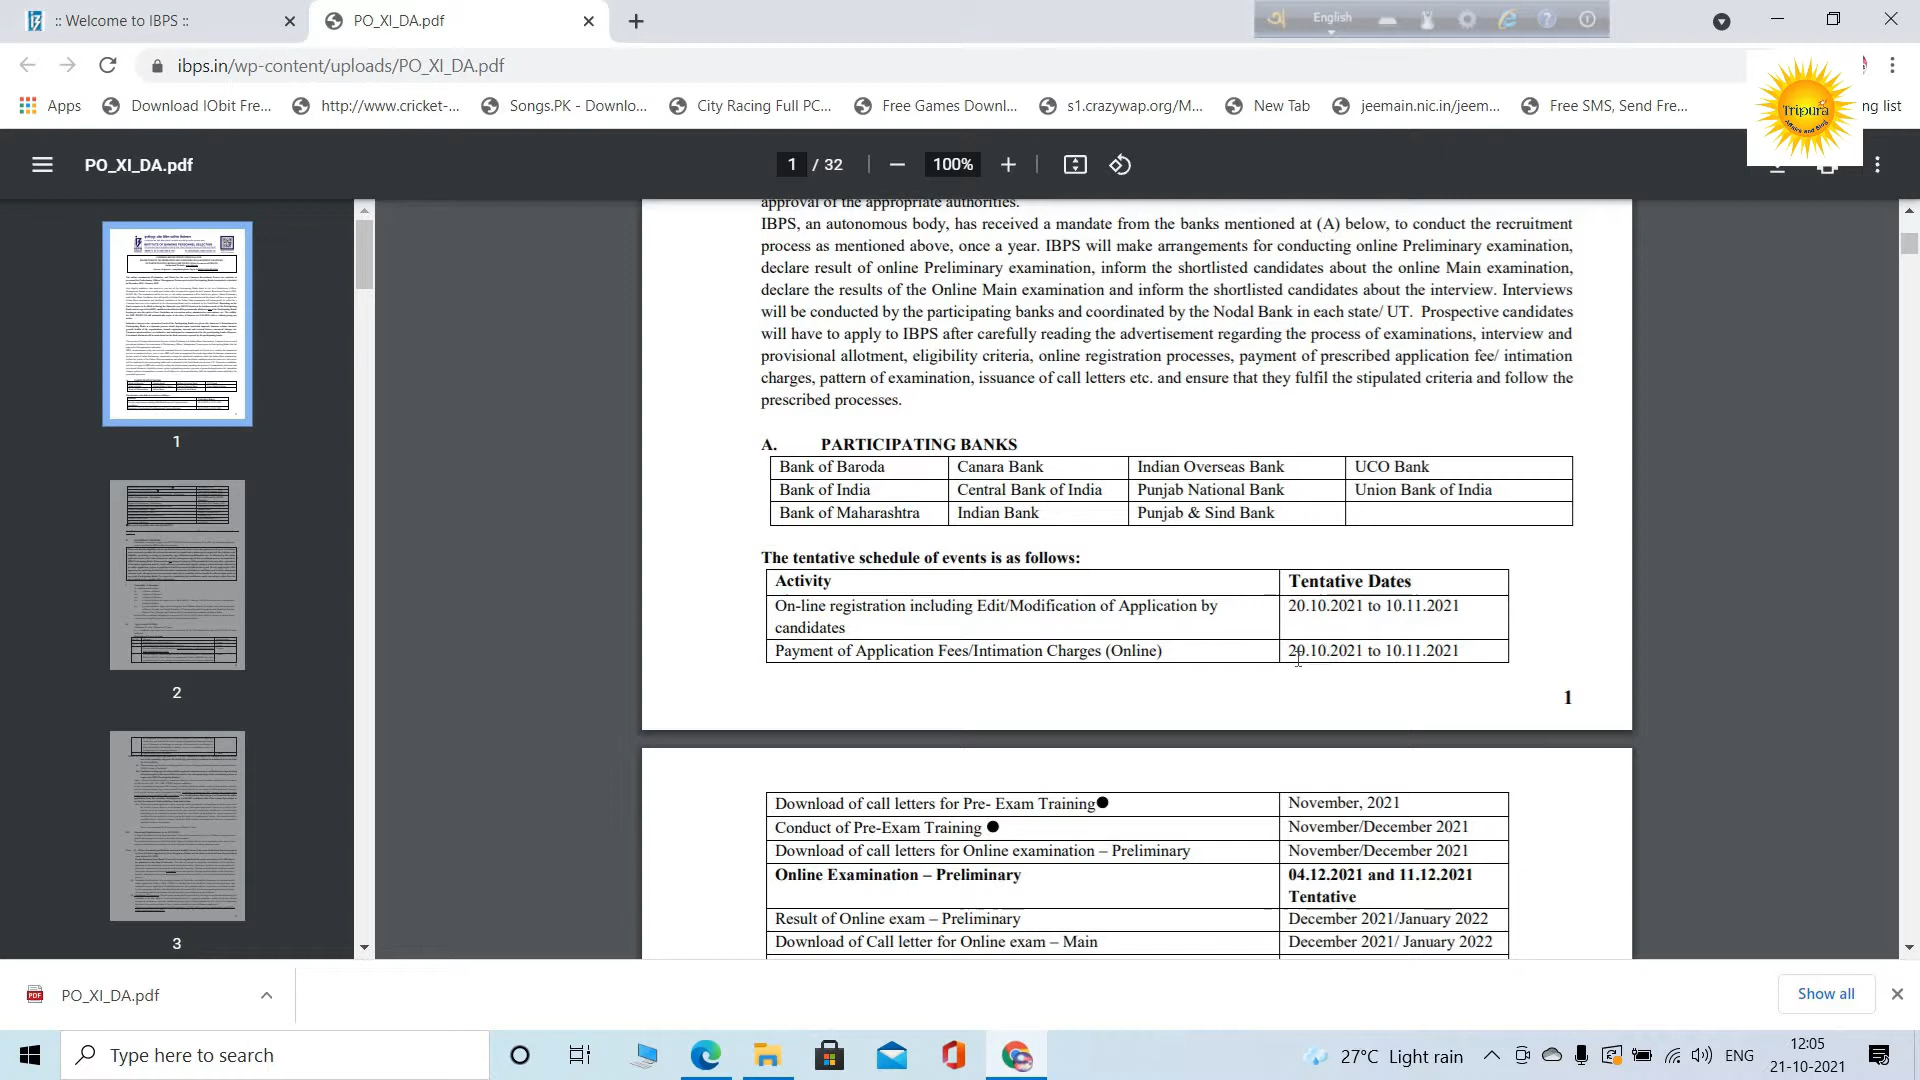 :: Welcome to IBPS ::
PO_XI_DA.pdf
English
ibps.in/wp-content/uploads/PO_XI_DA.pdf
Apps
Download IObit Fre...
http://www.cricket-...
Songs.PK - Downlo...
City Racing Full PC...
Free Games Downl...
s1.crazywap.org/M...
New Tab
jeemain.nic.in/jeem...
Free SMS, Send Fre...
ng list
Tripura
PO_XI_DA.pdf
1 / 32
100%
approval of the appropriate authorities.
IBPS, an autonomous body, has received a mandate from the banks mentioned at (A) below, to conduct the recruitment
process as mentioned above, once a year. IBPS will make arrangements for conducting online Preliminary examination,
declare result of online Preliminary examination, inform the shortlisted candidates about the online Main examination,
declare the results of the Online Main examination and inform the shortlisted candidates about the interview. Interviews
will be conducted by the participating banks and coordinated by the Nodal Bank in each state/ UT. Prospective candidates
will have to apply to IBPS after carefully reading the advertisement regarding the process of examinations, interview and
provisional allotment, eligibility criteria, online registration processes, payment of prescribed application fee/ intimation
charges, pattern of examination, issuance of call letters etc. and ensure that they fulfil the stipulated criteria and follow the
prescribed processes.
A. PARTICIPATING BANKS
Bank of Baroda Canara Bank Indian Overseas Bank UCO Bank
Bank of India Central Bank of India Punjab National Bank Union Bank of India
Bank of Maharashtra Indian Bank Punjab & Sind Bank
The tentative schedule of events is as follows:
Activity Tentative Dates
On-line registration including Edit/Modification of Application by 20.10.2021 to 10.11.2021
candidates
Payment of Application Fees/Intimation Charges (Online) 20.10.2021 to 10.11.2021
1
Download of call letters for Pre- Exam Training● November, 2021
Conduct of Pre-Exam Training ● November/December 2021
Download of call letters for Online examination – Preliminary November/December 2021
Online Examination – Preliminary 04.12.2021 and 11.12.2021
Tentative
Result of Online exam – Preliminary December 2021/January 2022
Download of Call letter for Online exam – Main December 2021/ January 2022
1
2
3
PO_XI_DA.pdf
Show all
Type here to search
27°C Light rain
ENG
12:05
21-10-2021